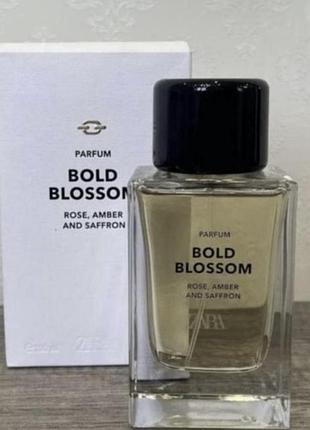 PARFUM
BOLD
BLOSSOM
ROSE, AMBER
AND SAFFRON
PARFUM
BOLD
BLOSSOM
ROSE, AMBER
AND SAFFRON
ZARA